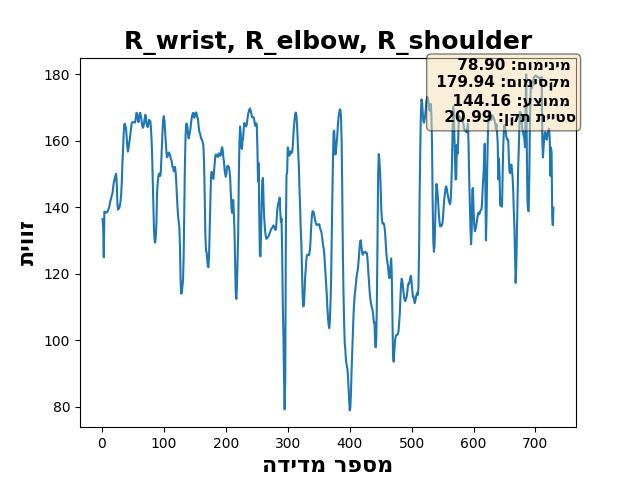 R_wrist, R_elbow, R_shoulder
מינימום: 78.90
מקסימום: 179.94
ממוצע: 144.16
סטיית תקן: 20.99
180
160
140
120
100
80
זווית
0 100 200 300 400 500 600 700
מספר מדידה